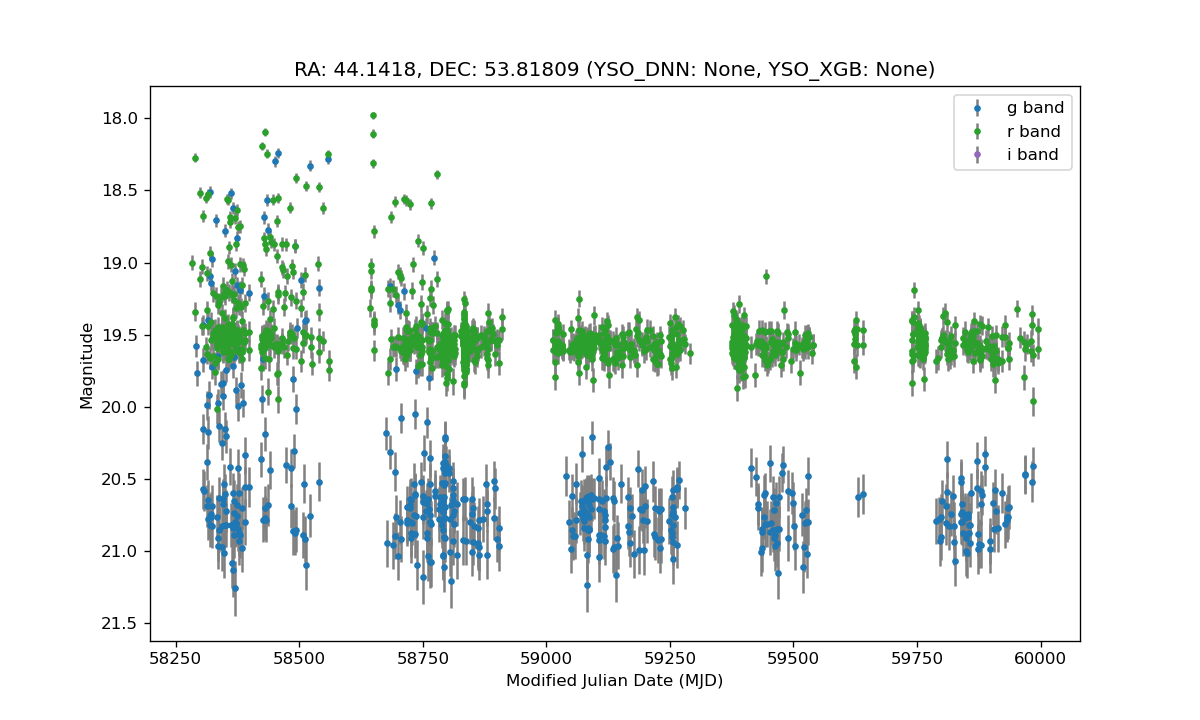 RA: 44.1418, DEC: 53.81809 (YSO_DNN: None, YSO_XGB: None)
g band
r band
i band
18.0
18.5
19.0
19.5
20.0
20.5
21.0
21.5
Magnitude
58250 58500 58750 59000 59250 59500 59750 60000
Modified Julian Date (MJD)